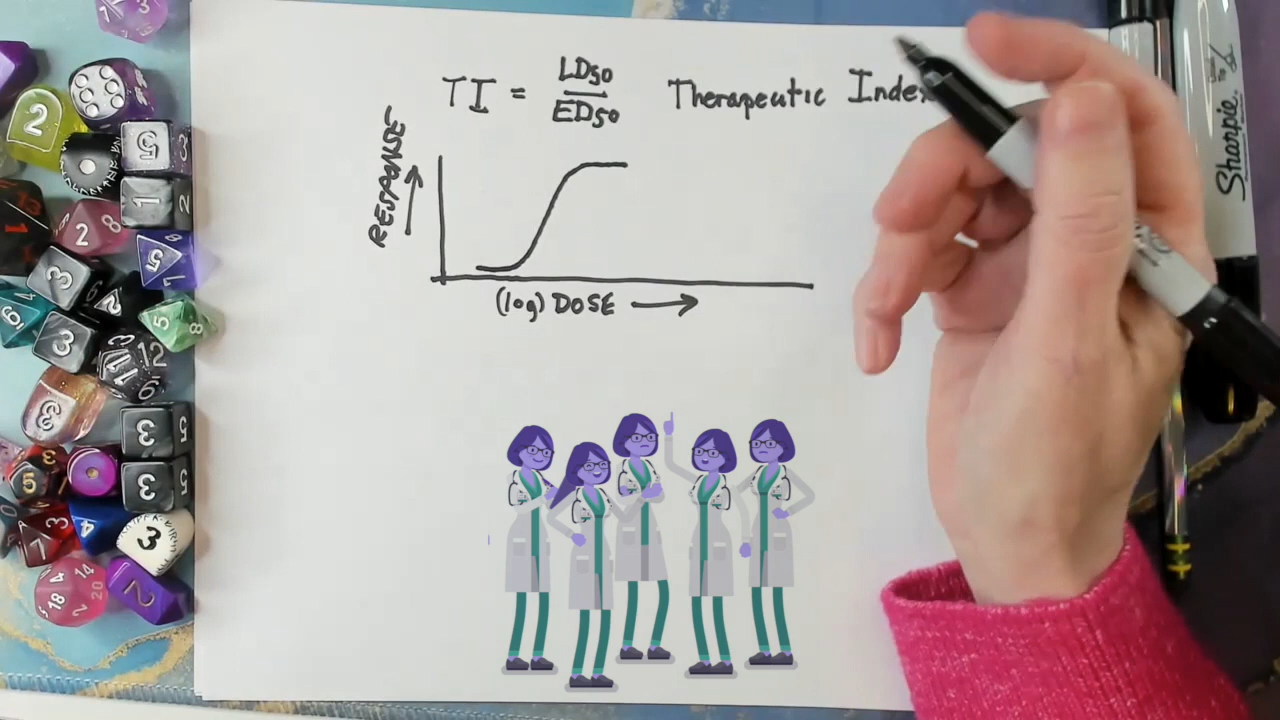 TI = LD50
ED50
Therapeutic Index
RESPONSE
(log) DOSE
Sharpie.